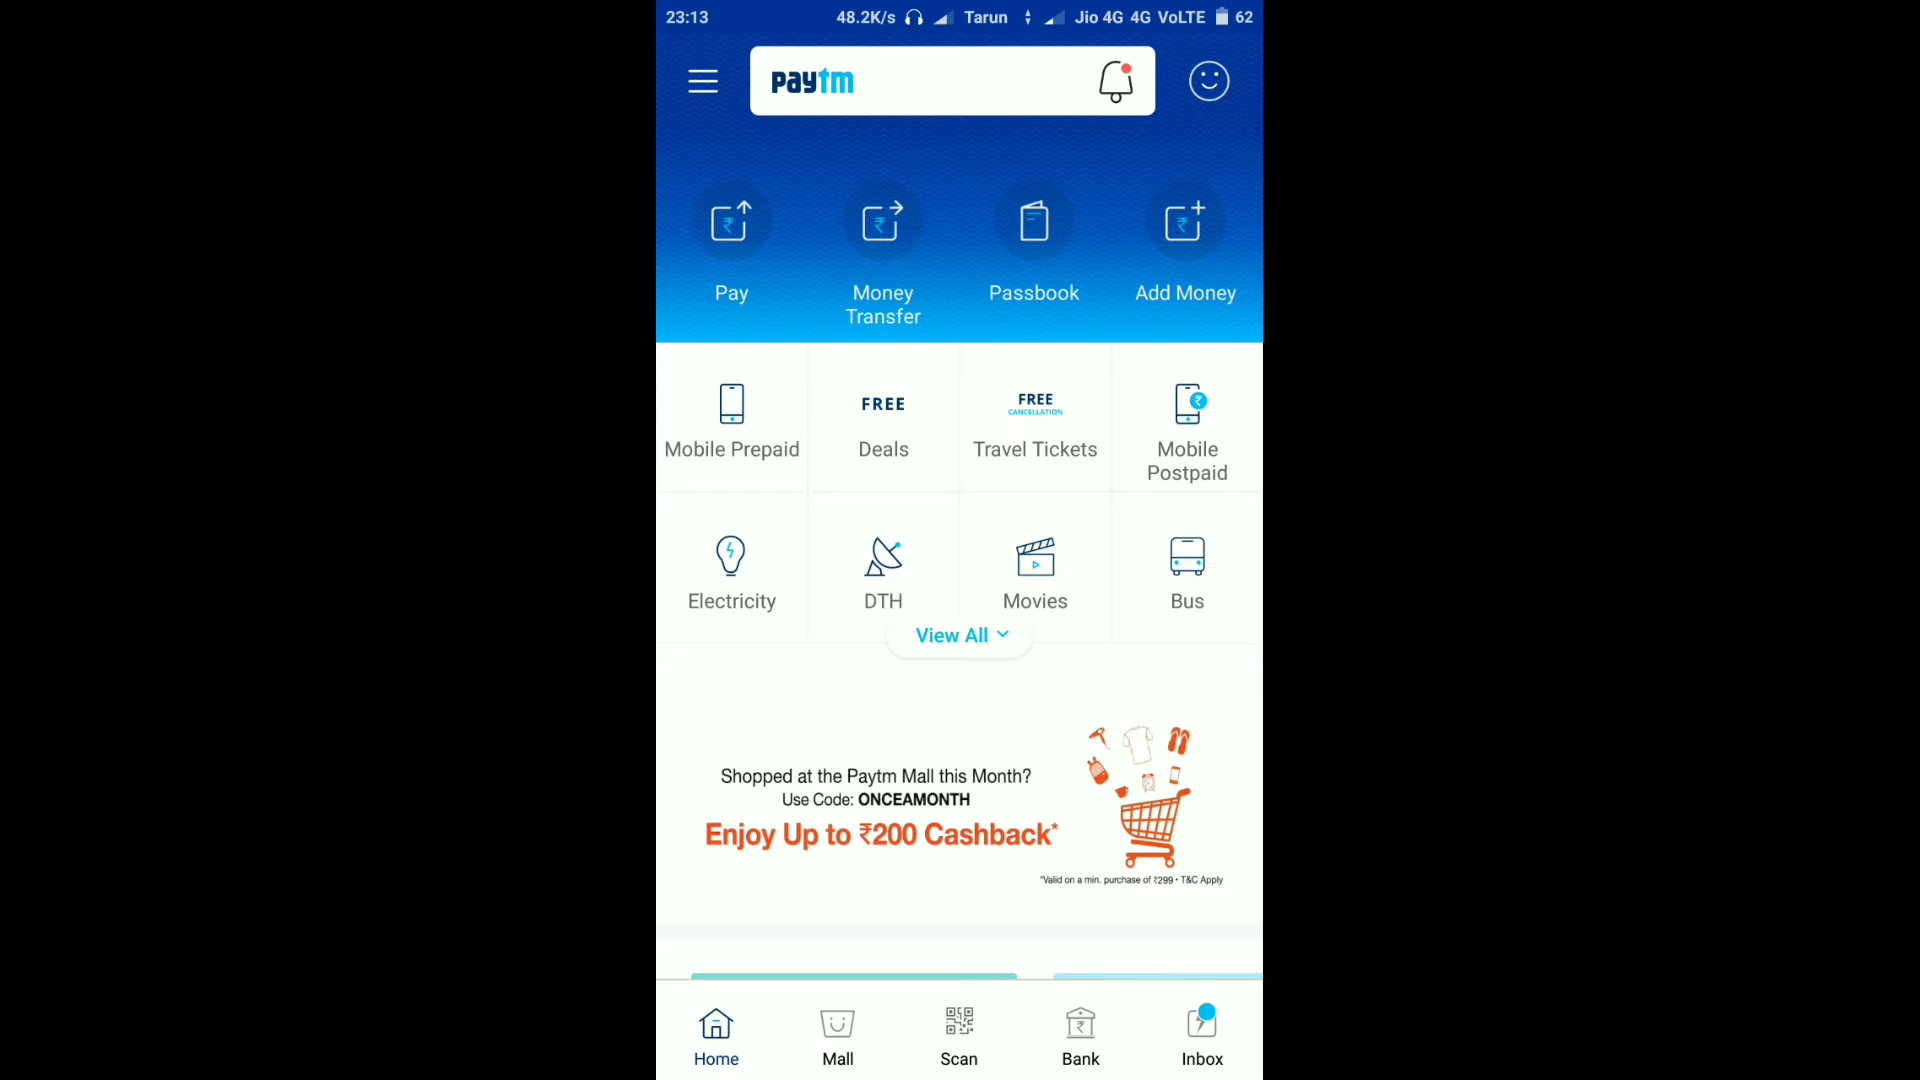 23:13 48.2K/s Tarun Jio 4G 4G VoLTE 62
paytm
Pay Money Transfer Passbook Add Money
FREE FREE CANCELLATION
Mobile Prepaid Deals Travel Tickets Mobile Postpaid
Electricity DTH Movies Bus
View All
Shopped at the Paytm Mall this Month?
Use Code: ONCEAMONTH
Enjoy Up to ₹200 Cashback*
*Valid on a min. purchase of ₹299 • T&C Apply
Home Mall Scan Bank Inbox